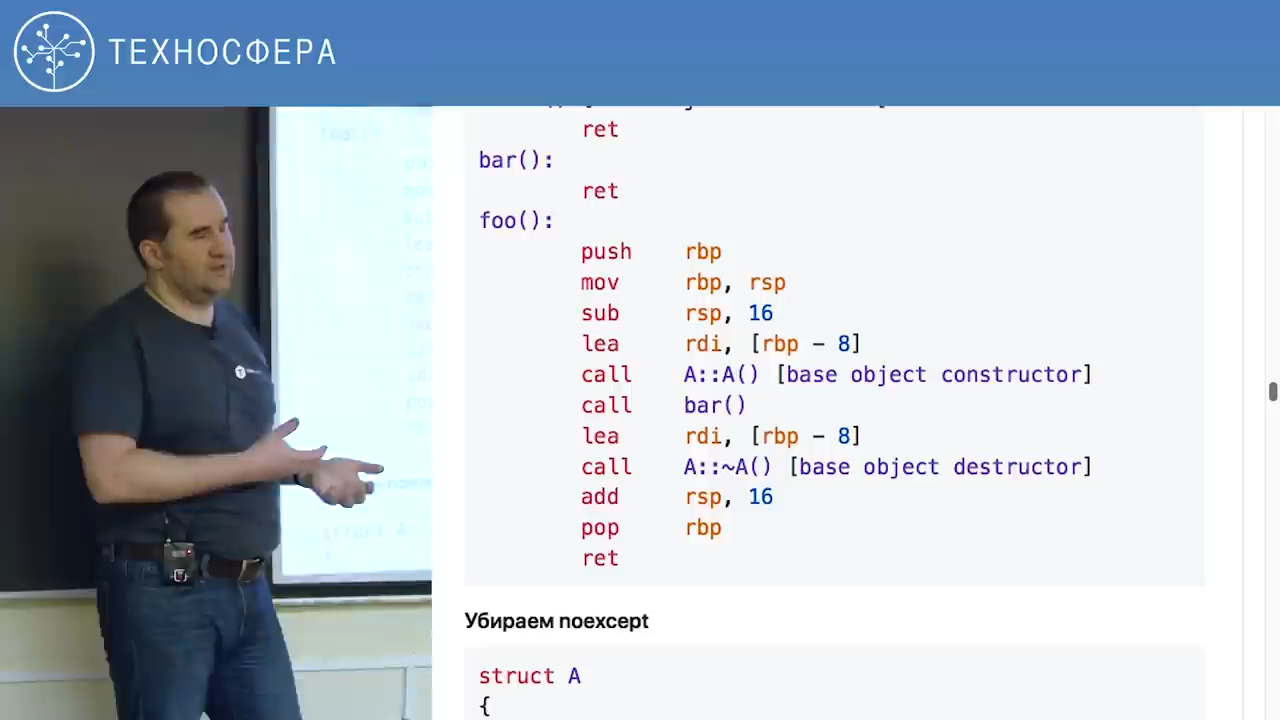 ТЕХНОСФЕРА
ret
bar():
ret
foo():
push rbp
mov rbp, rsp
sub rsp, 16
lea rdi, [rbp - 8]
call A::A() [base object constructor]
call bar()
lea rdi, [rbp - 8]
call A::~A() [base object destructor]
add rsp, 16
pop rbp
ret
Убираем noexcept
struct A
{
struct A